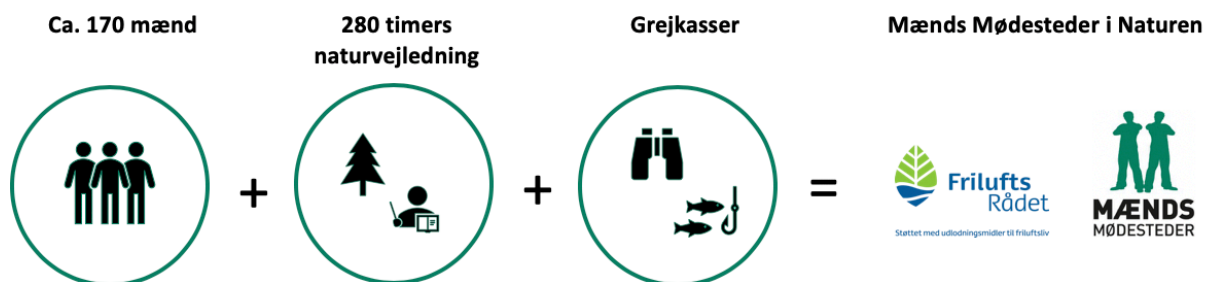 Ca. 170 mænd
280 timers
naturvejledning
Grejkasser
Mænds Mødesteder i Naturen
+
+
=
Frilufts
Rådet
Støttet med udlodningsmidler til friluftsliv
MÆNDS
MØDESTEDER